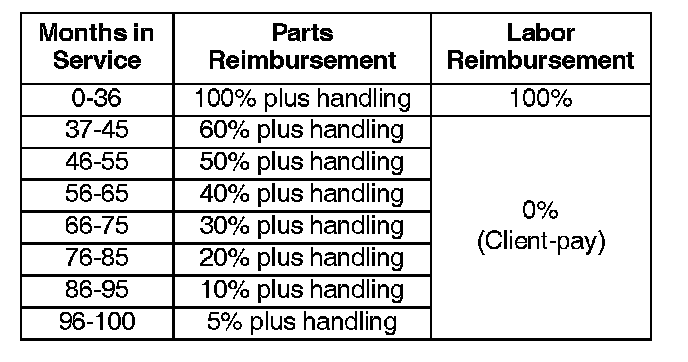 Months in Service Parts Reimbursement Labor Reimbursement
0-36 100% plus handling 100%
37-45 60% plus handling
46-55 50% plus handling
56-65 40% plus handling
66-75 30% plus handling
76-85 20% plus handling
86-95 10% plus handling
96-100 5% plus handling
0%
(Client-pay)